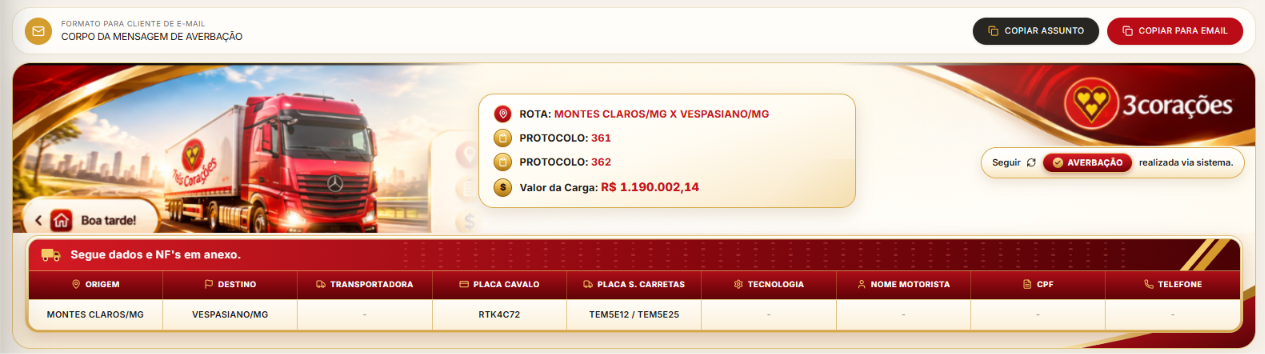 FORMATO PARA CLIENTE DE E-MAIL
CORPO DA MENSAGEM DE AVERBAÇÃO
COPIAR ASSUNTO
COPIAR PARA EMAIL
ROTA: MONTES CLAROS/MG X VESPASIANO/MG
PROTOCOLO: 361
PROTOCOLO: 362
Valor da Carga: R$ 1.190.002,14
3corações
Seguir AVERBAÇÃO realizada via sistema.
Três Corações
Boa tarde!
Segue dados e NF's em anexo.
ORIGEM DESTINO TRANSPORTADORA PLACA CAVALO PLACA S. CARRETAS TECNOLOGIA NOME MOTORISTA CPF TELEFONE
MONTES CLAROS/MG VESPASIANO/MG - RTK4C72 TEM5E12 / TEM5E25 - - - -